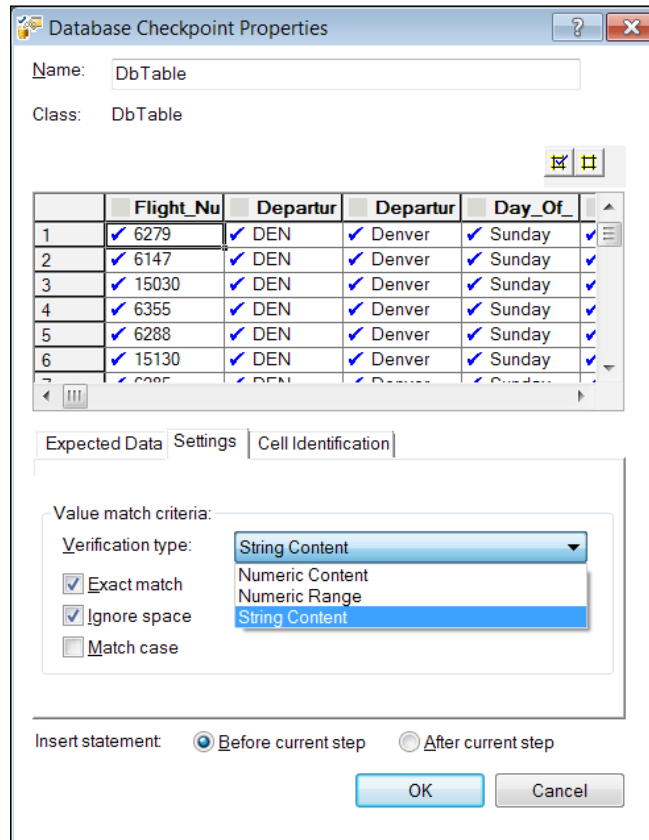 Database Checkpoint Properties
Name: DbTable
Class: DbTable
Flight_Nu Departur Departur Day_Of_
1 6279 DEN Denver Sunday
2 6147 DEN Denver Sunday
3 15030 DEN Denver Sunday
4 6355 DEN Denver Sunday
5 6288 DEN Denver Sunday
6 15130 DEN Denver Sunday
Expected Data Settings Cell Identification
Value match criteria:
Verification type: String Content
Numeric Content
Exact match
Numeric Range
Ignore space String Content
Match case
Insert statement: Before current step After current step
OK Cancel